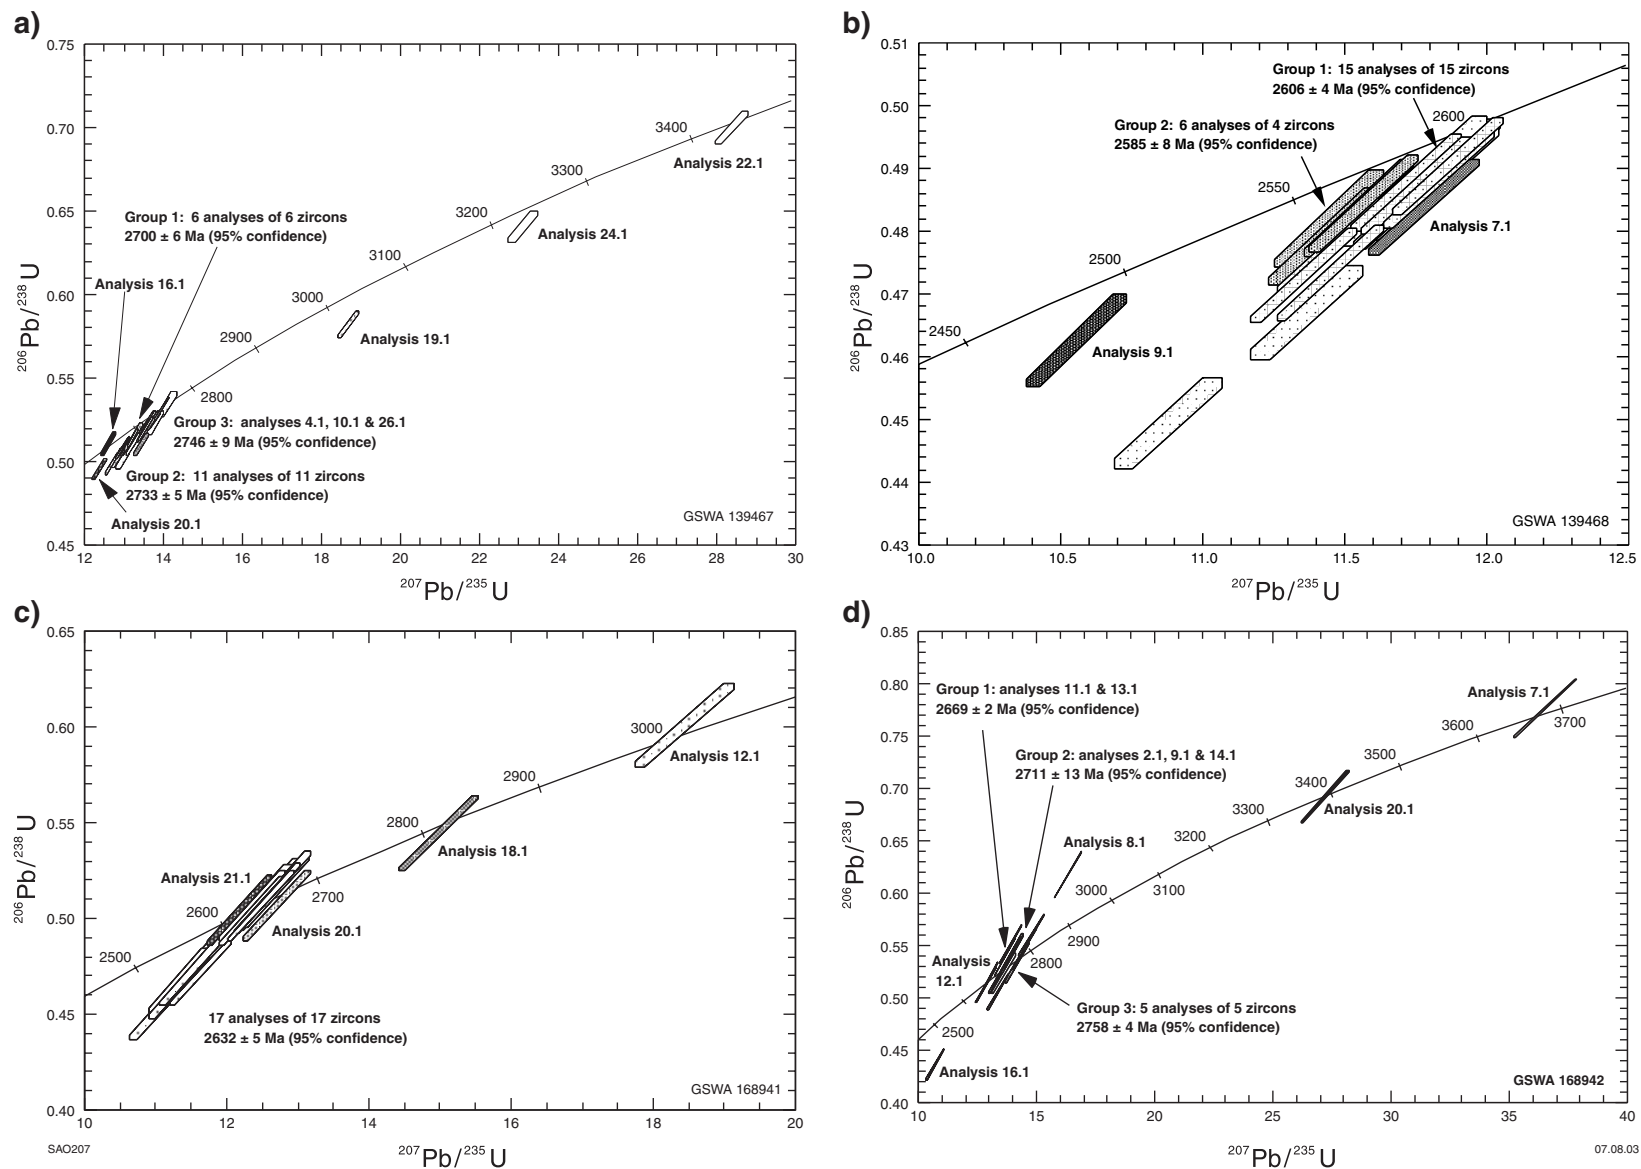 a)
0.75
0.70
0.65
0.60
0.55
0.50
0.45
206Pb/238U
12 14 16 18 20 22 24 26 28 30
207Pb/235U
3400
Analysis 22.1
3300
3200
Analysis 24.1
3100
3000
2900
Analysis 19.1
2800
Group 1: 6 analyses of 6 zircons
2700 ± 6 Ma (95% confidence)
Analysis 16.1
Group 3: analyses 4.1, 10.1 & 26.1
2746 ± 9 Ma (95% confidence)
Group 2: 11 analyses of 11 zircons
2733 ± 5 Ma (95% confidence)
Analysis 20.1
GSWA 139467
b)
0.51
0.50
0.49
0.48
0.47
0.46
0.45
0.44
0.43
206Pb/238U
10.0 10.5 11.0 11.5 12.0 12.5
207Pb/235U
Group 1: 15 analyses of 15 zircons
2606 ± 4 Ma (95% confidence)
2600
Group 2: 6 analyses of 4 zircons
2585 ± 8 Ma (95% confidence)
2550
Analysis 7.1
2500
2450
Analysis 9.1
GSWA 139468
c)
0.65
0.60
0.55
0.50
0.45
0.40
206Pb/238U
10 12 14 16 18 20
207Pb/235U
3000
Analysis 12.1
2900
2800
Analysis 18.1
Analysis 21.1
2700
2600
Analysis 20.1
2500
17 analyses of 17 zircons
2632 ± 5 Ma (95% confidence)
GSWA 168941
SAO207
d)
0.85
0.80
0.75
0.70
0.65
0.60
0.55
0.50
0.45
0.40
206Pb/238U
10 15 20 25 30 35 40
207Pb/235U
Group 1: analyses 11.1 & 13.1
2669 ± 2 Ma (95% confidence)
Analysis 7.1
3700
3600
Group 2: analyses 2.1, 9.1 & 14.1
2711 ± 13 Ma (95% confidence)
3500
3400
Analysis 20.1
3300
3200
Analysis 8.1
3100
3000
2900
2800
Analysis
12.1
Group 3: 5 analyses of 5 zircons
2758 ± 4 Ma (95% confidence)
2500
Analysis 16.1
GSWA 168942
07.08.03